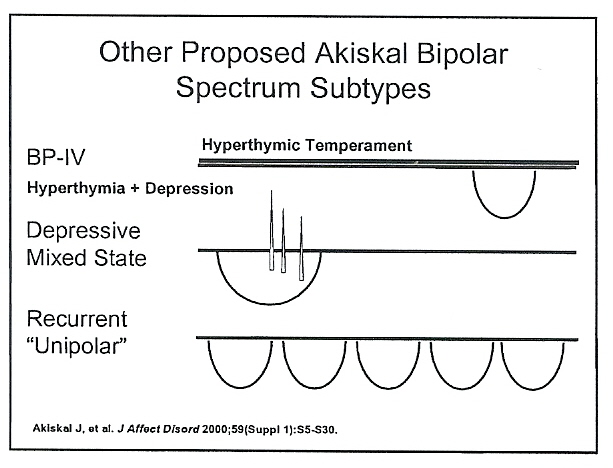 Other Proposed Akiskal Bipolar
Spectrum Subtypes
BP-IV
Hyperthymic Temperament
Hyperthymia + Depression
Depressive
Mixed State
Recurrent
“Unipolar”
Akiskal J, et al. J Affect Disord 2000;59(Suppl 1):S5-S30.